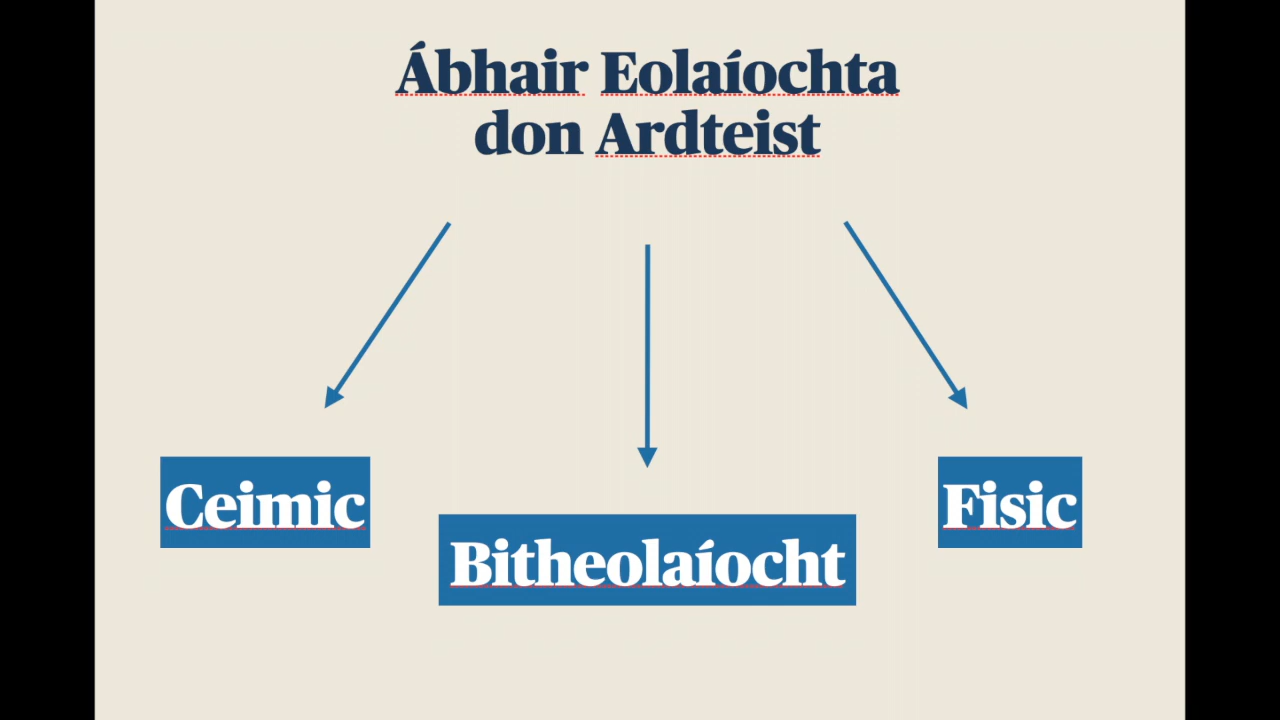 Ábhair Eolaíochta
don Ardteist
Ceimic
Bitheolaíocht
Fisic